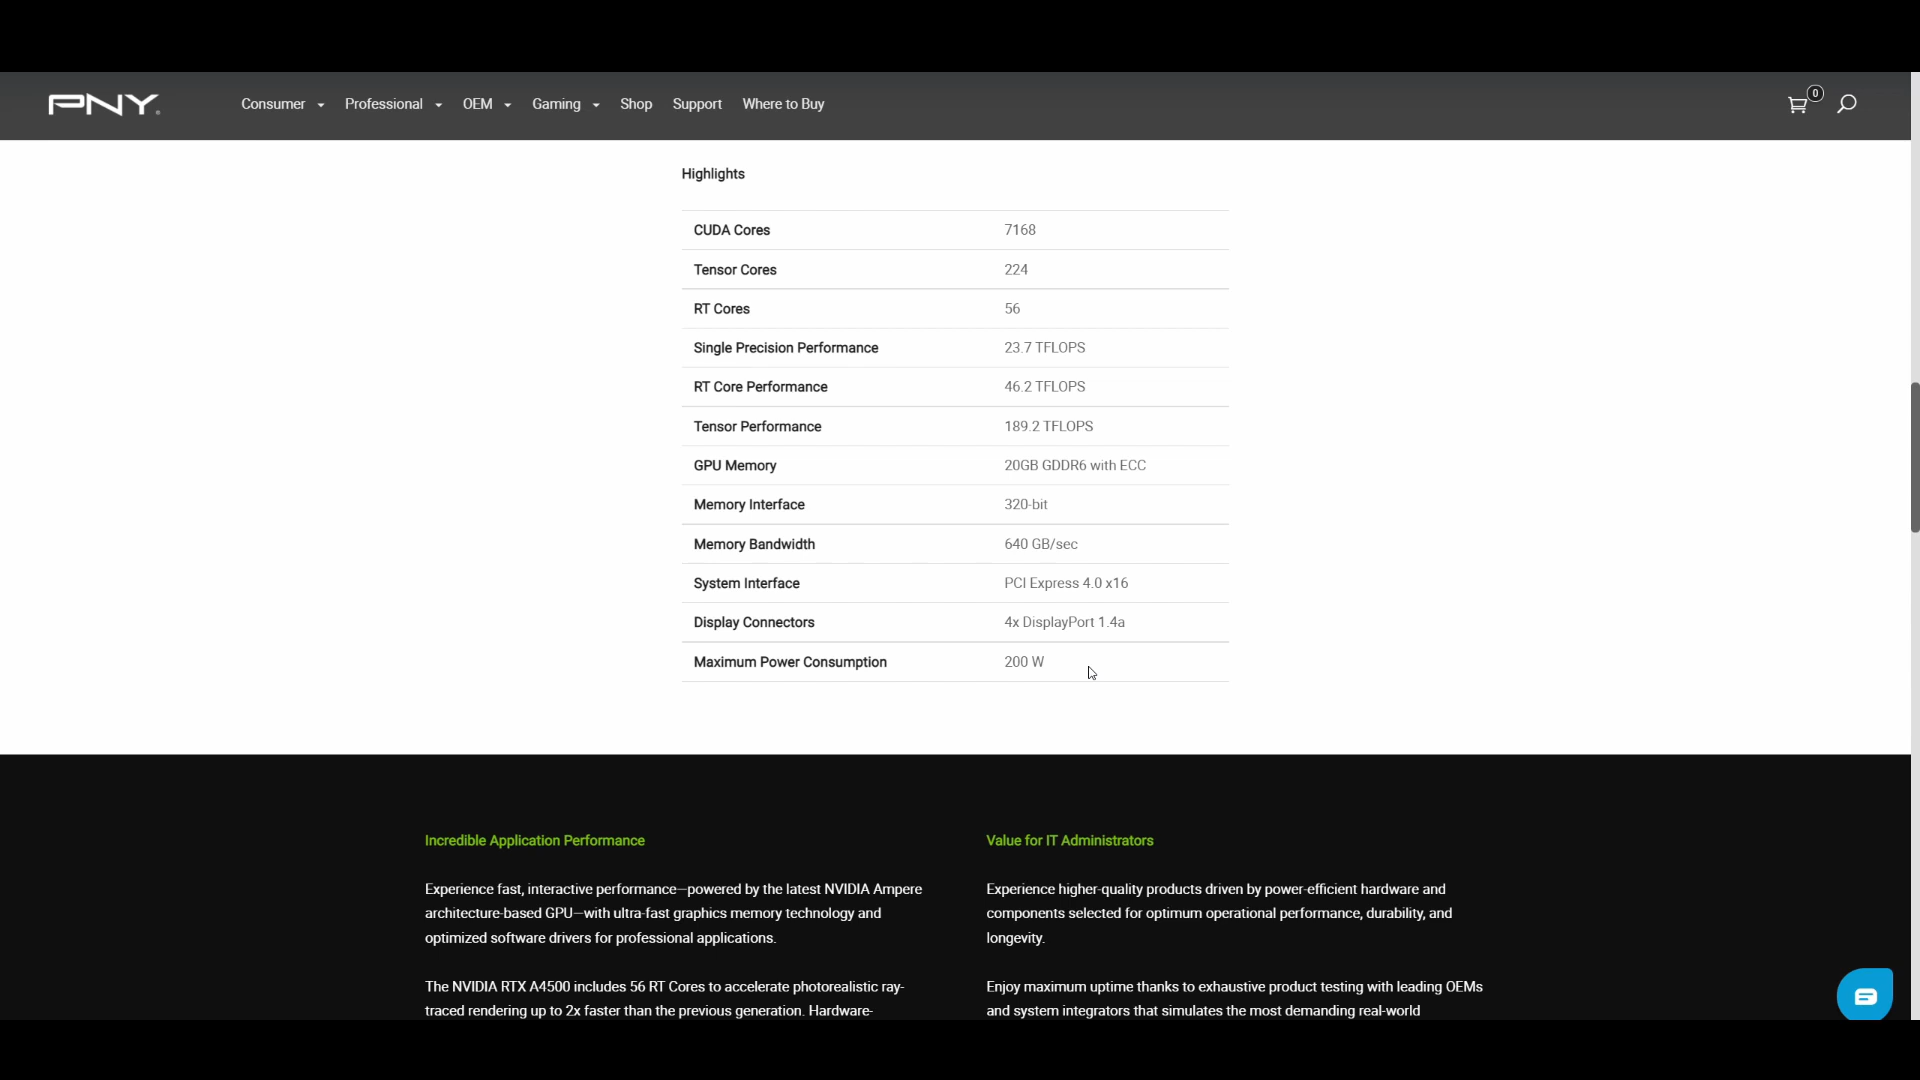 PNY
Consumer Professional OEM Gaming Shop Support Where to Buy
0
Highlights
CUDA Cores 7168
Tensor Cores 224
RT Cores 56
Single Precision Performance 23.7 TFLOPS
RT Core Performance 46.2 TFLOPS
Tensor Performance 189.2 TFLOPS
GPU Memory 20GB GDDR6 with ECC
Memory Interface 320-bit
Memory Bandwidth 640 GB/sec
System Interface PCI Express 4.0 x16
Display Connectors 4x DisplayPort 1.4a
Maximum Power Consumption 200 W
Incredible Application Performance
Experience fast, interactive performance—powered by the latest NVIDIA Ampere
architecture-based GPU—with ultra-fast graphics memory technology and
optimized software drivers for professional applications.
The NVIDIA RTX A4500 includes 56 RT Cores to accelerate photorealistic ray-
traced rendering up to 2x faster than the previous generation. Hardware-
Value for IT Administrators
Experience higher-quality products driven by power-efficient hardware and
components selected for optimum operational performance, durability, and
longevity.
Enjoy maximum uptime thanks to exhaustive product testing with leading OEMs
and system integrators that simulates the most demanding real-world